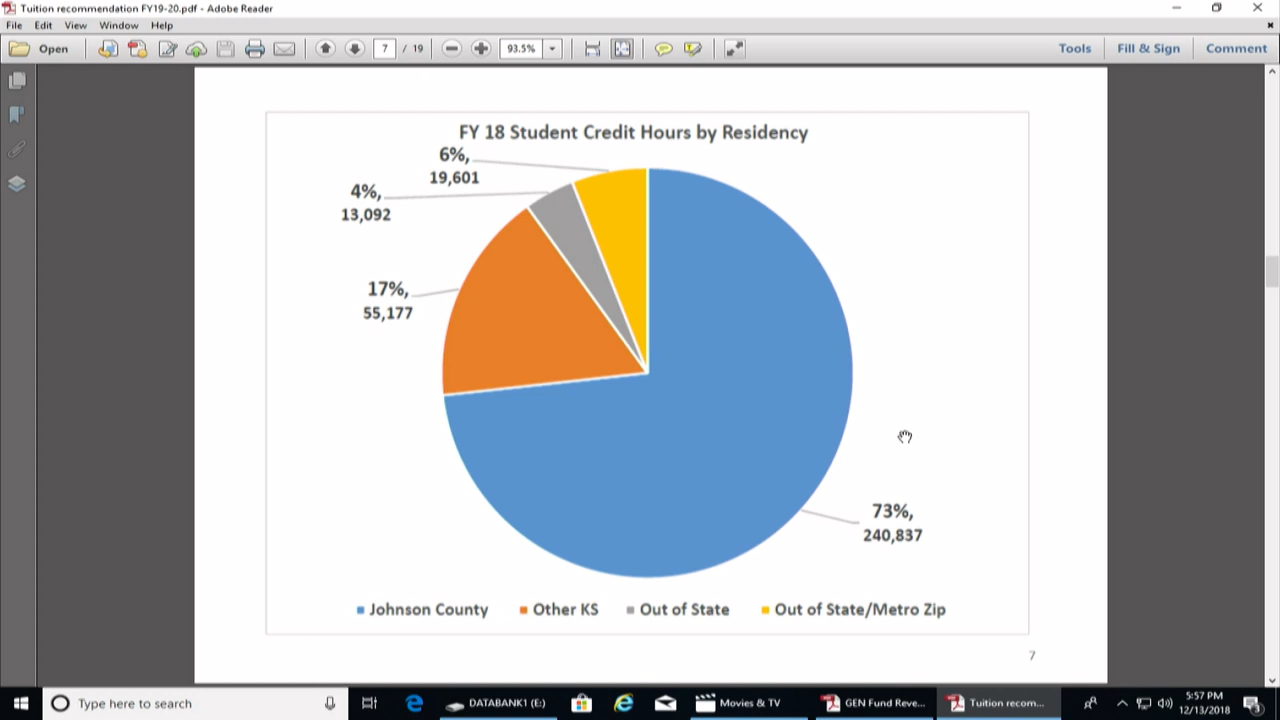 Tuition recommendation FY19-20.pdf - Adobe Reader
File Edit View Window Help
Open 7 / 19 93.5% Tools Fill & Sign Comment
FY 18 Student Credit Hours by Residency
6%,
19,601
4%,
13,092
17%,
55,177
73%,
240,837
Johnson County Other KS Out of State Out of State/Metro Zip
7
Type here to search DATABANK1 (E:) Movies & TV GEN Fund Reve... Tuition recom... 5:57 PM
12/13/2018
3